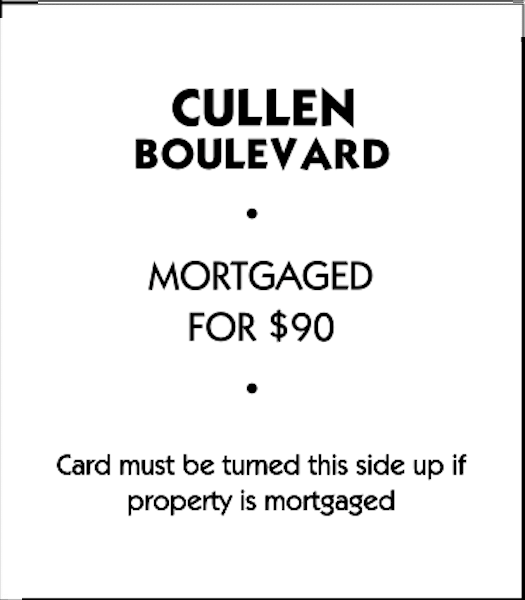 CULLEN
BOULEVARD
•
MORTGAGED
FOR $90
•
Card must be turned this side up if
property is mortgaged